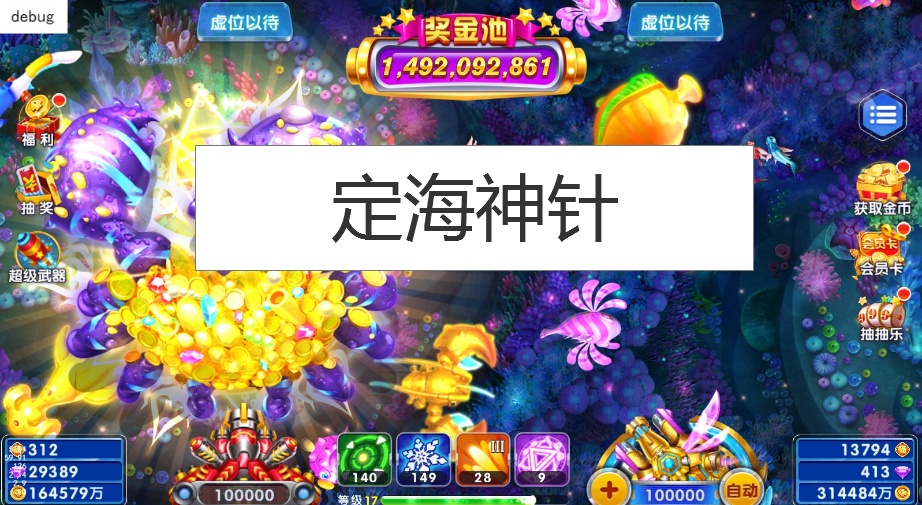 debug
虚位以待
奖金池
虚位以待
1,492,092,861
福利
抽奖
定海神针
获取金币
超级武器
会员卡
会员卡
抽抽乐
312
29389
164579万
100000
140
149
III
28
9
等级17
100000
自动
13794
413
314484万